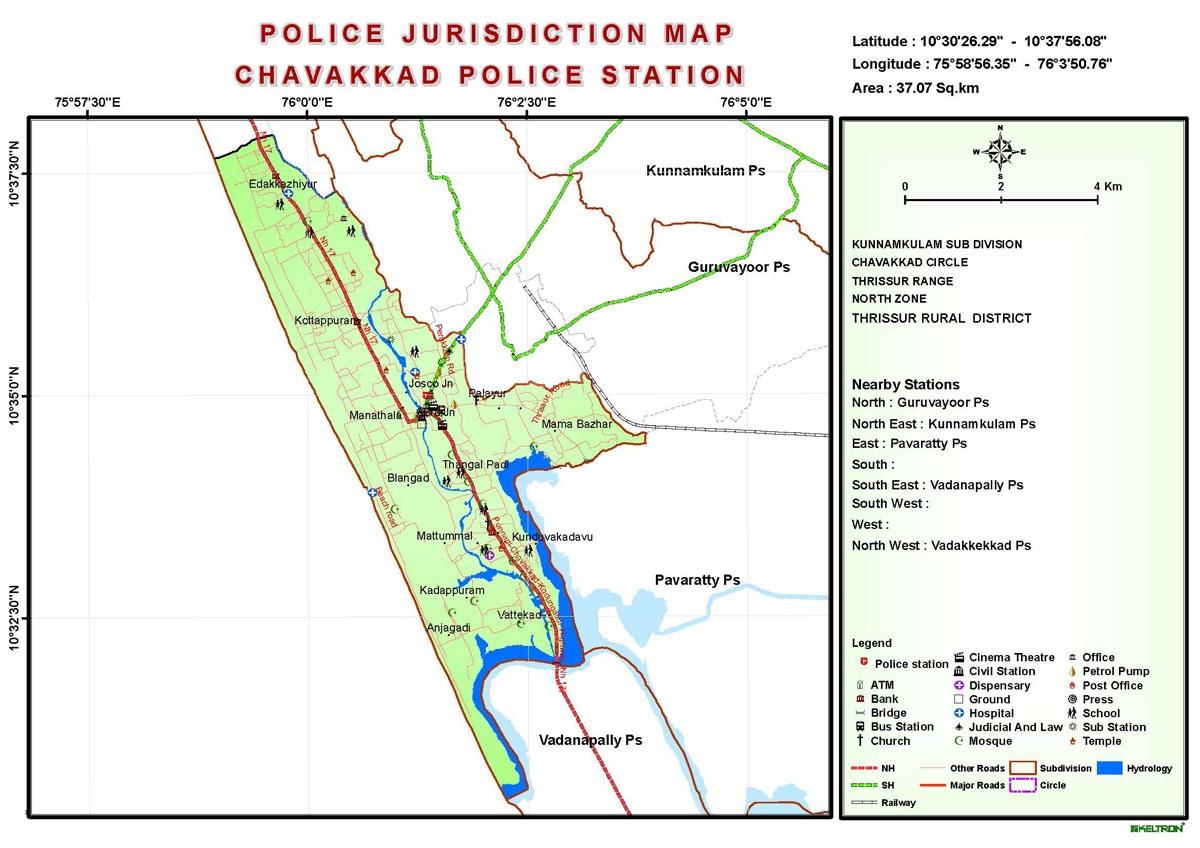 POLICE JURISDICTION MAP
CHAVAKKAD POLICE STATION
Latitude : 10°30'26.29" - 10°37'56.08"
Longitude : 75°58'56.35" - 76°3'50.76"
Area : 37.07 Sq.km
75°57'30"E
76°0'0"E
76°2'30"E
76°5'0"E
10°37'30"N
10°35'0"N
10°32'30"N
Nh 17
Edakkazhiyur
Nh 17
Kottappuram
Nh 17
Kunnamkulam Ps
Guruvayoor Ps
Josco Jn
Palayur
Thrissur Road
Manathala
Mama Bazhar
Thangal Padi
Blangad
Beach road
Mattummal
Kunduvakadavu
Kadappuram
Vattekad
Anjagadi
Nh 17
Pavaratty Ps
Vadanapally Ps
N
W
E
S
0
2
4 Km
KUNNAMKULAM SUB DIVISION
CHAVAKKAD CIRCLE
THRISSUR RANGE
NORTH ZONE
THRISSUR RURAL DISTRICT
Nearby Stations
North : Guruvayoor Ps
North East : Kunnamkulam Ps
East : Pavaratty Ps
South :
South East : Vadanapally Ps
South West :
West :
North West : Vadakkekkad Ps
Legend
Police station
ATM
Bank
Bridge
Bus Station
Church
Cinema Theatre
Civil Station
Dispensary
Ground
Hospital
Judicial And Law
Mosque
Office
Petrol Pump
Post Office
Press
School
Sub Station
Temple
NH
SH
Railway
Other Roads
Major Roads
Subdivision
Circle
Hydrology
KELTRON